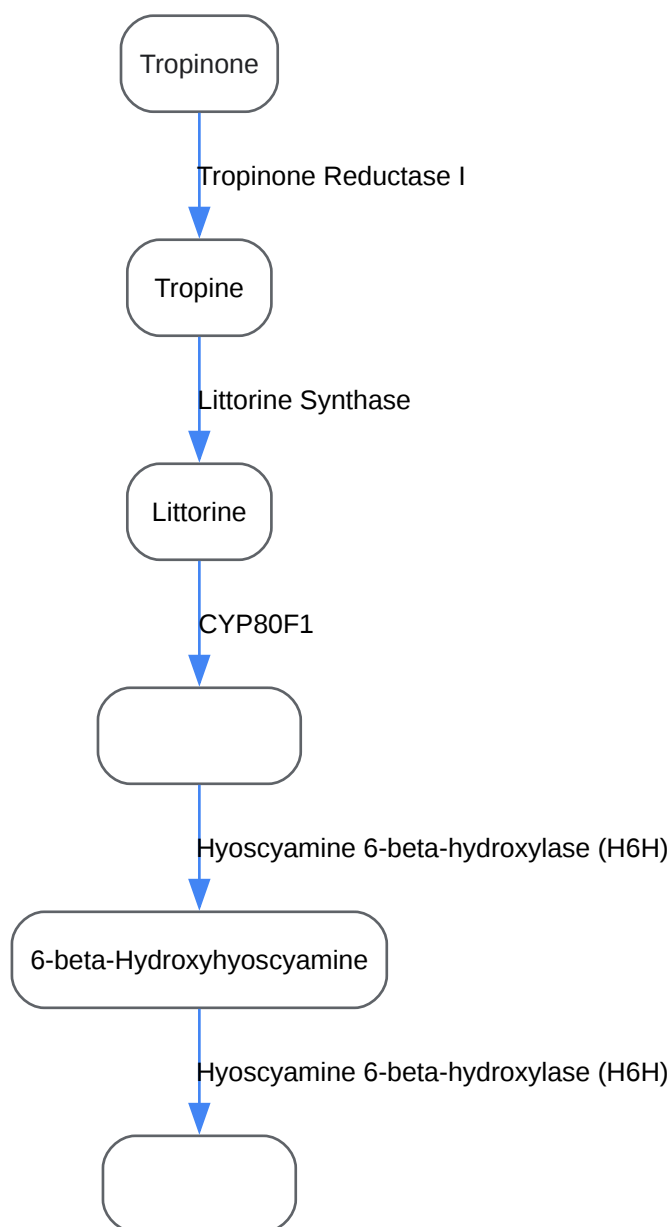 Tropinone
Tropinone Reductase I
Tropine
Littorine Synthase
Littorine
CYP80F1
Hyoscyamine 6-beta-hydroxylase (H6H)
6-beta-Hydroxyhyoscyamine
Hyoscyamine 6-beta-hydroxylase (H6H)